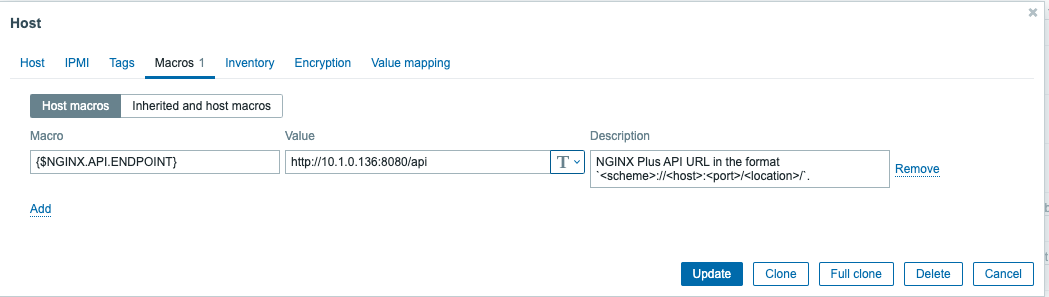 Host
Host IPMI Tags Macros 1 Inventory Encryption Value mapping
Host macros Inherited and host macros
Macro Value Description
{$NGINX.API.ENDPOINT} http://10.1.0.136:8080/api T NGINX Plus API URL in the format
`<scheme>://<host>:<port>/<location>/`.
Remove
Add
Update Clone Full clone Delete Cancel